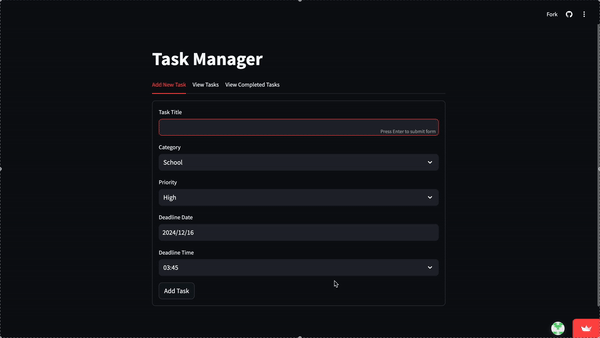 Fork
Task Manager
Add New Task View Tasks View Completed Tasks
Task Title
Press Enter to submit form
Category
School
Priority
High
Deadline Date
2024/12/16
Deadline Time
03:45
Add Task